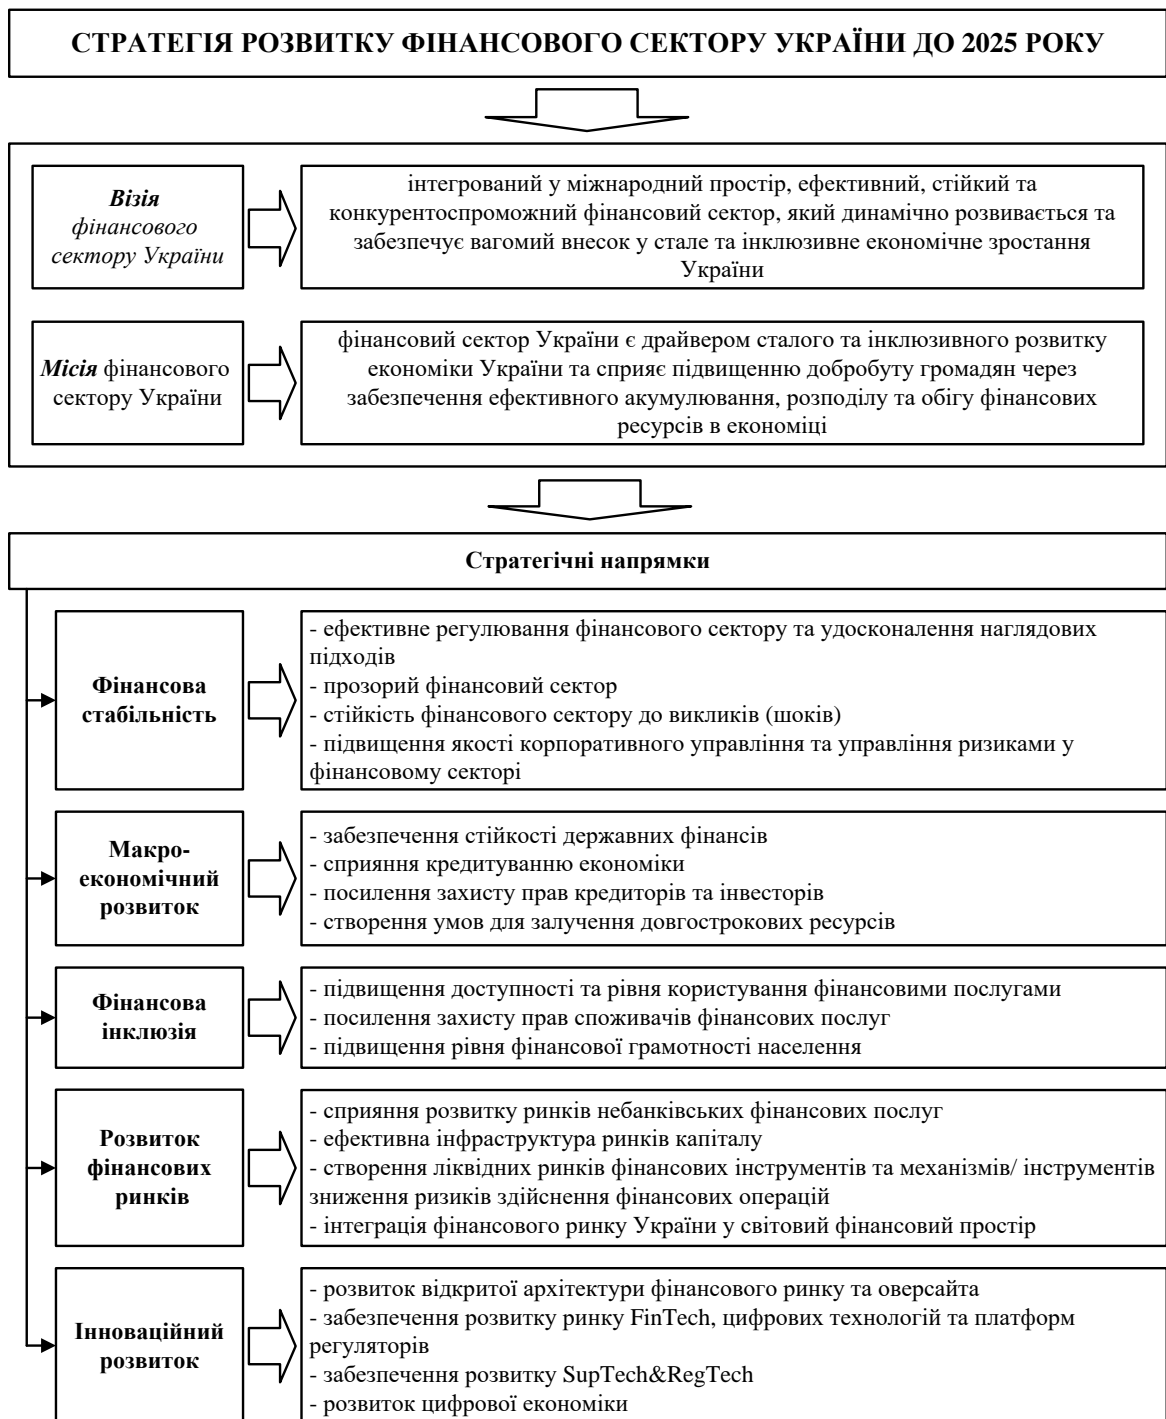 СТРАТЕГІЯ РОЗВИТКУ ФІНАНСОВОГО СЕКТОРУ УКРАЇНИ ДО 2025 РОКУ
Візія
фінансового
сектору України
інтегрований у міжнародний простір, ефективний, стійкий та
конкурентоспроможний фінансовий сектор, який динамічно розвивається та
забезпечує вагомий внесок у стале та інклюзивне економічне зростання
України
Місія фінансового
сектору України
фінансовий сектор України є драйвером сталого та інклюзивного розвитку
економіки України та сприяє підвищенню добробуту громадян через
забезпечення ефективного акумулювання, розподілу та обігу фінансових
ресурсів в економіці
Стратегічні напрямки
Фінансова
стабільність
- ефективне регулювання фінансового сектору та удосконалення наглядових
підходів
- прозорий фінансовий сектор
- стійкість фінансового сектору до викликів (шоків)
- підвищення якості корпоративного управління та управління ризиками у
фінансовому секторі
Макро-
економічний
розвиток
- забезпечення стійкості державних фінансів
- сприяння кредитуванню економіки
- посилення захисту прав кредиторів та інвесторів
- створення умов для залучення довгострокових ресурсів
Фінансова
інклюзія
- підвищення доступності та рівня користування фінансовими послугами
- посилення захисту прав споживачів фінансових послуг
- підвищення рівня фінансової грамотності населення
Розвиток
фінансових
ринків
- сприяння розвитку ринків небанківських фінансових послуг
- ефективна інфраструктура ринків капіталу
- створення ліквідних ринків фінансових інструментів та механізмів/ інструментів
зниження ризиків здійснення фінансових операцій
- інтеграція фінансового ринку України у світовий фінансовий простір
Інноваційний
розвиток
- розвиток відкритої архітектури фінансового ринку та оверсайта
- забезпечення розвитку ринку FinTech, цифрових технологій та платформ
регуляторів
- забезпечення розвитку SupTech&RegTech
- розвиток цифрової економіки